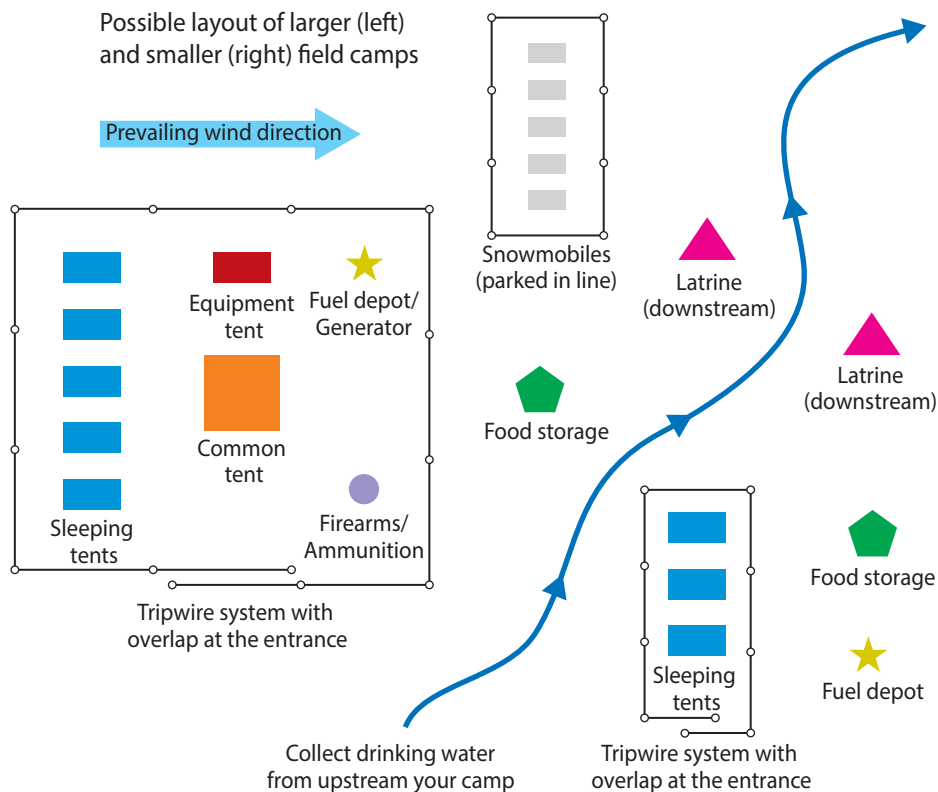 Possible layout of larger (left)
and smaller (right) field camps
Prevailing wind direction
Snowmobiles
(parked in line)
Latrine
(downstream)
Equipment
tent
Fuel depot/
Generator
Latrine
(downstream)
Food storage
Common
tent
Sleeping
tents
Firearms/
Ammunition
Food storage
Tripwire system with
overlap at the entrance
Sleeping
tents
Fuel depot
Collect drinking water
from upstream your camp
Tripwire system with
overlap at the entrance